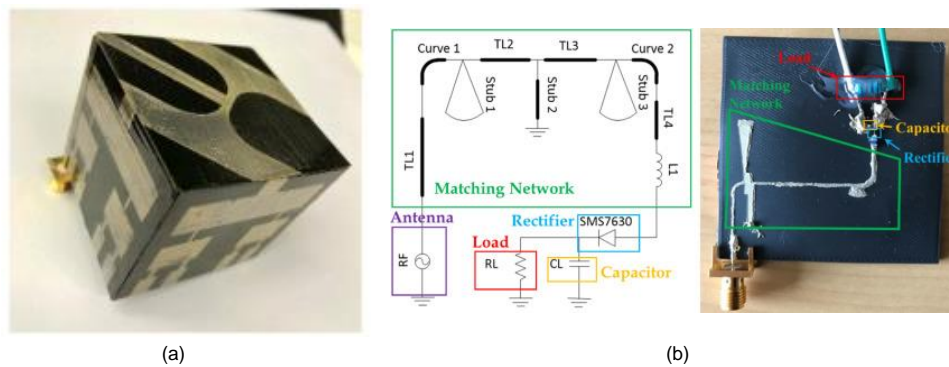 Curve 1
TL2
TL3
Curve 2
Stub 1
Stub 2
Stub 3
TL1
TL4
L1
Matching Network
Antenna
RF
Rectifier
SMS7630
Load
RL
CL
Capacitor
Load
Matching
Network
Capacitor
Rectifie
(a)
(b)